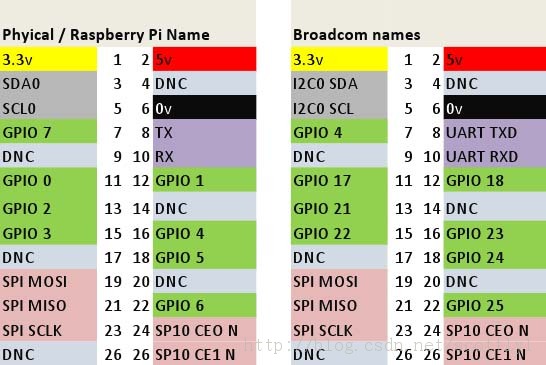 Phyical / Raspberry Pi Name Broadcom names
3.3v 1 2 5v 3.3v 1 2 5v
SDA0 3 4 DNC I2C0 SDA 3 4 DNC
SCL0 5 6 0v I2C0 SCL 5 6 0v
GPIO 7 7 8 TX GPIO 4 7 8 UART TXD
DNC 9 10 RX DNC 9 10 UART RXD
GPIO 0 11 12 GPIO 1 GPIO 17 11 12 GPIO 18
GPIO 2 13 14 DNC GPIO 21 13 14 DNC
GPIO 3 15 16 GPIO 4 GPIO 22 15 16 GPIO 23
DNC 17 18 GPIO 5 DNC 17 18 GPIO 24
SPI MOSI 19 20 DNC SPI MOSI 19 20 DNC
SPI MISO 21 22 GPIO 6 SPI MISO 21 22 GPIO 25
SPI SCLK 23 24 SP10 CEO N SPI SCLK 23 24 SP10 CEO N
DNC 26 26 SP10 CE1 N DNC 26 26 SP10 CE1 N